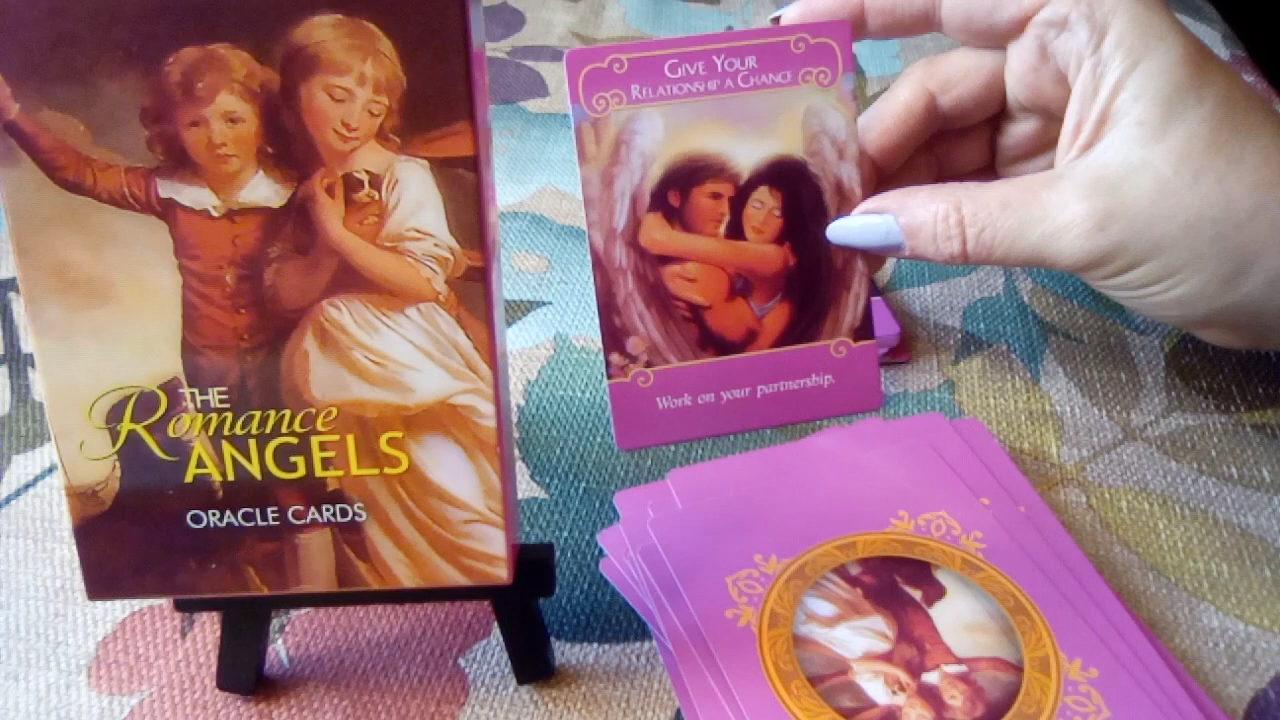 THE
Romance
ANGELS
ORACLE CARDS
GIVE YOUR
RELATIONSHIP A CHANCE
Work on your partnership.